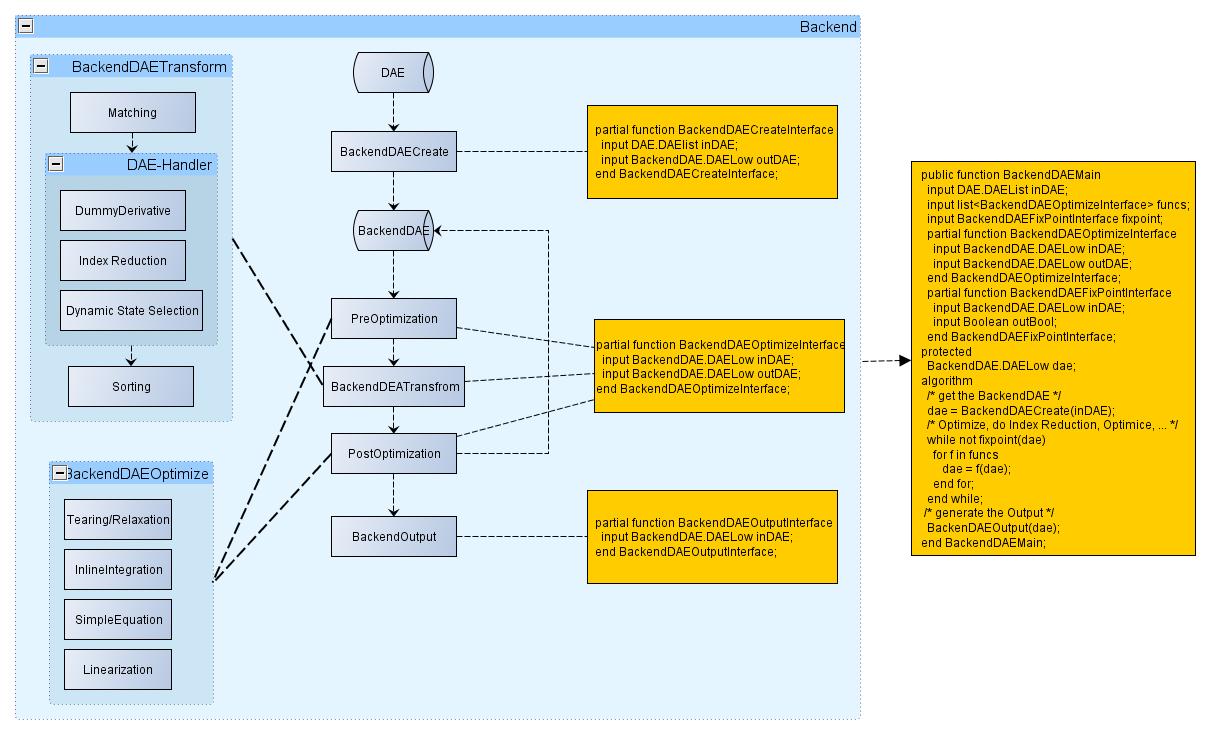 Backend
BackendDAETransform
Matching
DAE-Handler
DummyDerivative
Index Reduction
Dynamic State Selection
Sorting
BackendDAEOptimize
Tearing/Relaxation
InlineIntegration
SimpleEquation
Linearization
DAE
BackendDAECreate
BackendDAE
PreOptimization
BackendDEATransfrom
PostOptimization
BackendOutput
partial function BackendDAECreateInterface
input DAE.DAElist inDAE;
input BackendDAE.DAELow outDAE;
end BackendDAECreateInterface;
partial function BackendDAEOptimizeInterface
input BackendDAE.DAELow inDAE;
input BackendDAE.DAELow outDAE;
end BackendDAEOptimizeInterface;
partial function BackendDAEOutputInterface
input BackendDAE.DAELow inDAE;
end BackendDAEOutputInterface;
public function BackendDAEMain
input DAE.DAEList inDAE;
input list<BackendDAEOptimizeInterface> funcs;
input BackendDAEFixPointInterface fixpoint;
partial function BackendDAEOptimizeInterface
input BackendDAE.DAELow inDAE;
input BackendDAE.DAELow outDAE;
end BackendDAEOptimizeInterface;
partial function BackendDAEFixPointInterface
input BackendDAE.DAELow inDAE;
input Boolean outBool;
end BackendDAEFixPointInterface;
protected
BackendDAE.DAELow dae;
algorithm
/* get the BackendDAE */
dae = BackendDAECreate(inDAE);
/* Optimize, do Index Reduction, Optimice, ... */
while not fixpoint(dae)
for f in funcs
dae = f(dae);
end for;
end while;
/* generate the Output */
BackenDAEOutput(dae);
end BackendDAEMain;